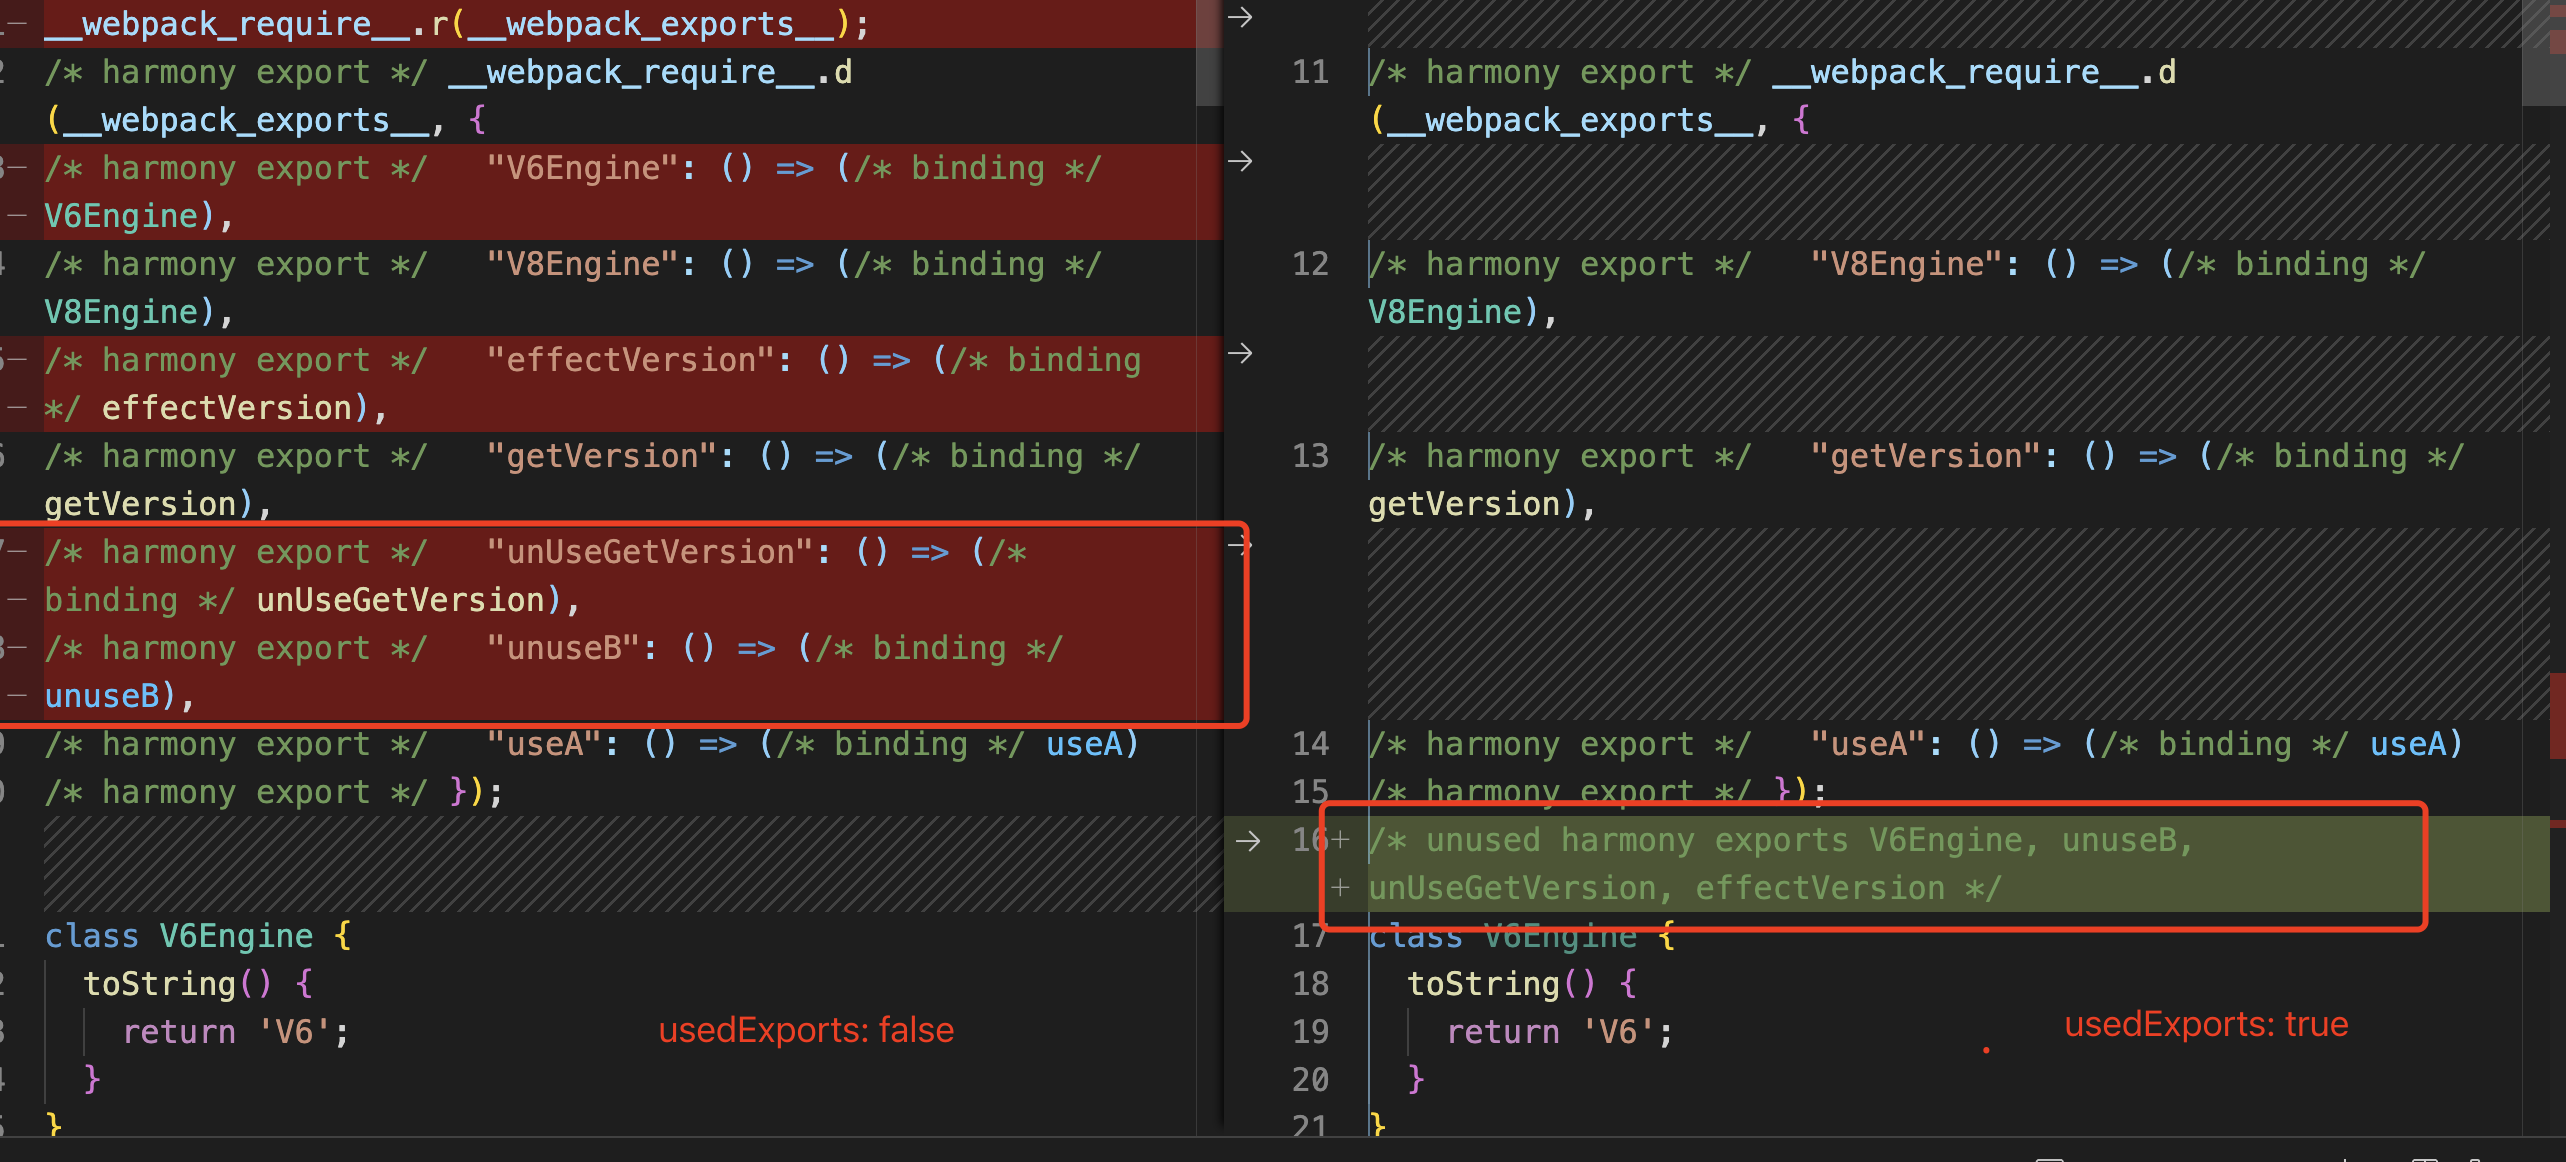 __webpack_require__.r(__webpack_exports__);
/* harmony export */ __webpack_require__.d
(__webpack_exports__, {
/* harmony export */   "V6Engine": () => (/* binding */
V6Engine),
/* harmony export */   "V8Engine": () => (/* binding */
V8Engine),
/* harmony export */   "effectVersion": () => (/* binding
*/ effectVersion),
/* harmony export */   "getVersion": () => (/* binding */
getVersion),
/* harmony export */   "unUseGetVersion": () => (/*
binding */ unUseGetVersion),
/* harmony export */   "unuseB": () => (/* binding */
unuseB),
/* harmony export */   "useA": () => (/* binding */ useA)
/* harmony export */ });
class V6Engine {
  toString() {
    return 'V6';
  }
}
usedExports: false
11 /* harmony export */ __webpack_require__.d
(__webpack_exports__, {
12 /* harmony export */   "V8Engine": () => (/* binding */
V8Engine),
13 /* harmony export */   "getVersion": () => (/* binding */
getVersion),
14 /* harmony export */   "useA": () => (/* binding */ useA)
15 /* harmony export */ });
16+ /* unused harmony exports V6Engine, unuseB,
+ unUseGetVersion, effectVersion */
17 class V6Engine {
18   toString() {
19     return 'V6';
20   }
21 }
usedExports: true